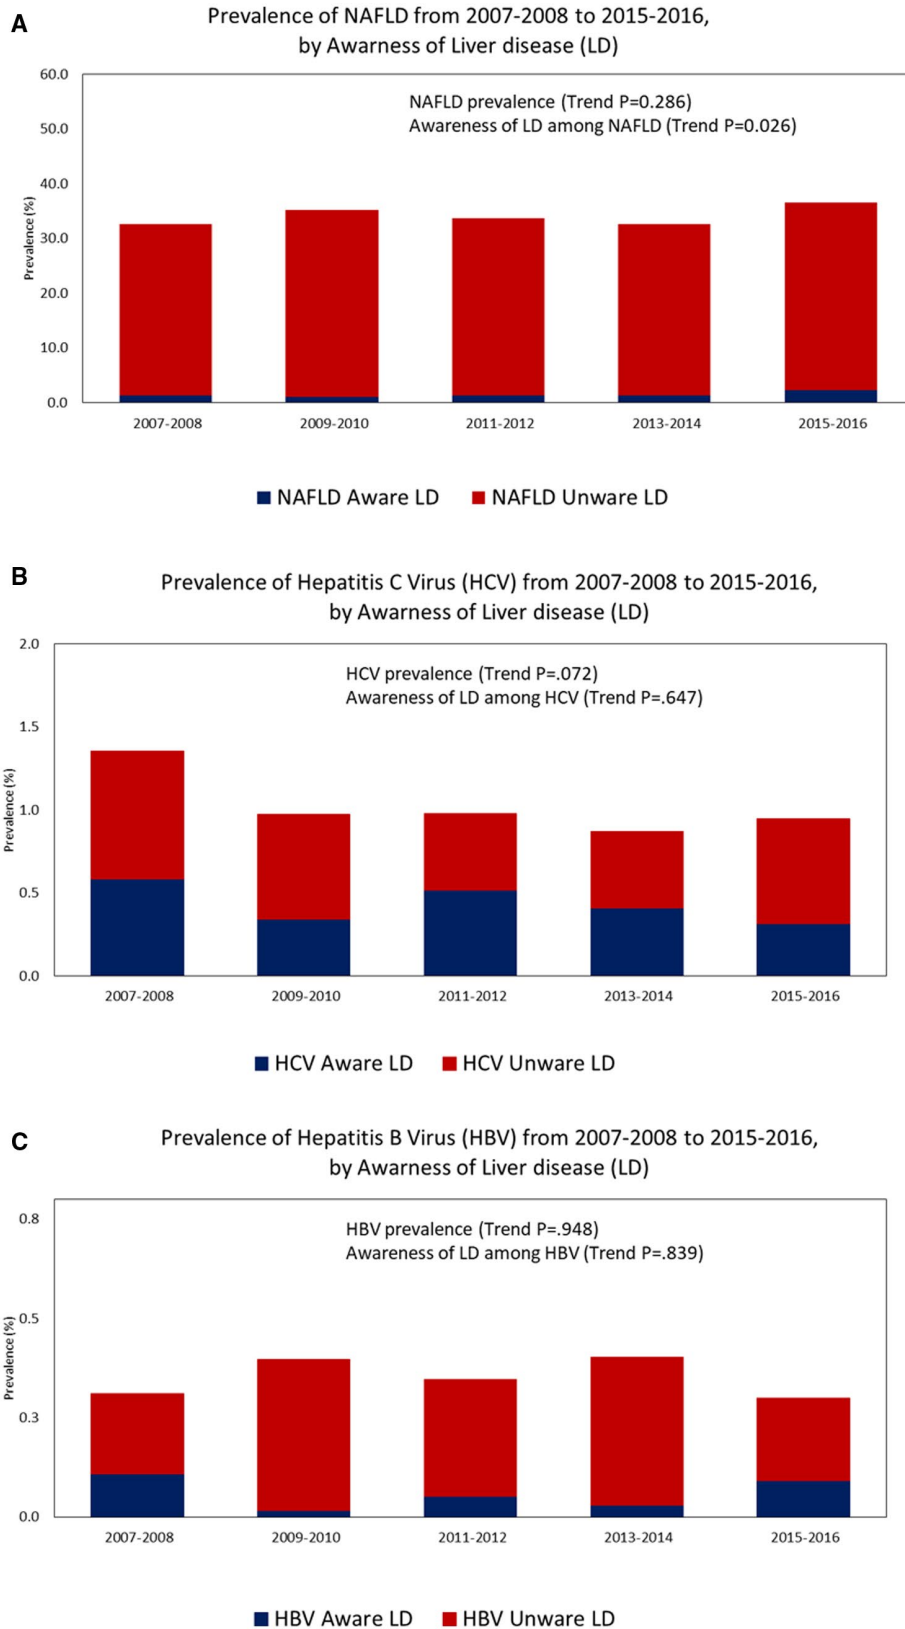 A
Prevalence of NAFLD from 2007-2008 to 2015-2016,
by Awarness of Liver disease (LD)
60.0
NAFLD prevalence (Trend P=0.286)
Awareness of LD among NAFLD (Trend P=0.026)
50.0
40.0
30.0
20.0
10.0
0.0
Prevalence (%)
2007-2008 2009-2010 2011-2012 2013-2014 2015-2016
NAFLD Aware LD NAFLD Unware LD
B
Prevalence of Hepatitis C Virus (HCV) from 2007-2008 to 2015-2016,
by Awarness of Liver disease (LD)
2.0
HCV prevalence (Trend P=.072)
Awareness of LD among HCV (Trend P=.647)
1.5
1.0
0.5
0.0
Prevalence (%)
2007-2008 2009-2010 2011-2012 2013-2014 2015-2016
HCV Aware LD HCV Unware LD
C
Prevalence of Hepatitis B Virus (HBV) from 2007-2008 to 2015-2016,
by Awarness of Liver disease (LD)
0.8
HBV prevalence (Trend P=.948)
Awareness of LD among HBV (Trend P=.839)
0.5
0.3
0.0
Prevalence (%)
2007-2008 2009-2010 2011-2012 2013-2014 2015-2016
HBV Aware LD HBV Unware LD